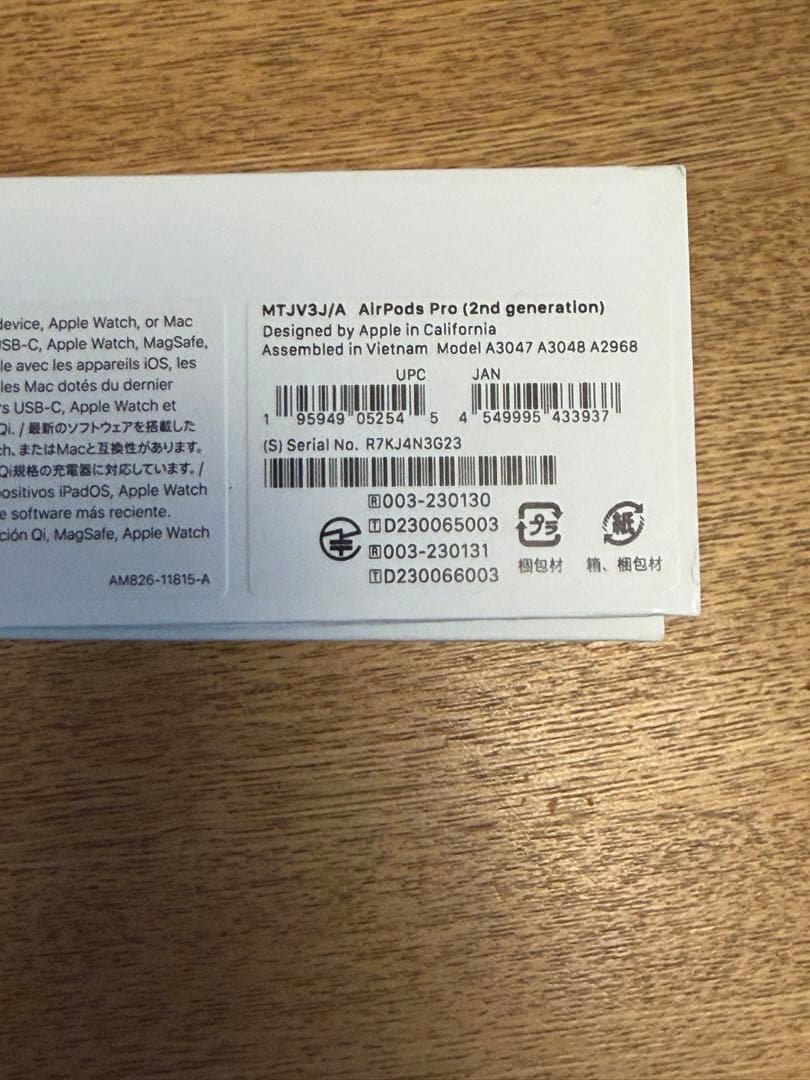 device, Apple Watch, or Mac
USB-C, Apple Watch, MagSafe,
le avec les appareils iOS, les
les Mac dotés du dernier
rs USB-C, Apple Watch et
Qi. / 最新のソフトウェアを搭載した
ch、またはMacと互換性があります。
Qi規格の充電器に対応しています。/
positivos iPadOS, Apple Watch
e software más reciente.
ción Qi, MagSafe, Apple Watch
AM826-11815-A
MTJV3J/A AirPods Pro (2nd generation)
Designed by Apple in California
Assembled in Vietnam Model A3047 A3048 A2968
UPC JAN
1 95949 05254 5 4 549995 433937
(S) Serial No. R7KJ4N3G23
R 003-230130
T D230065003
R 003-230131
T D230066003
プラ
紙
梱包材
箱、梱包材